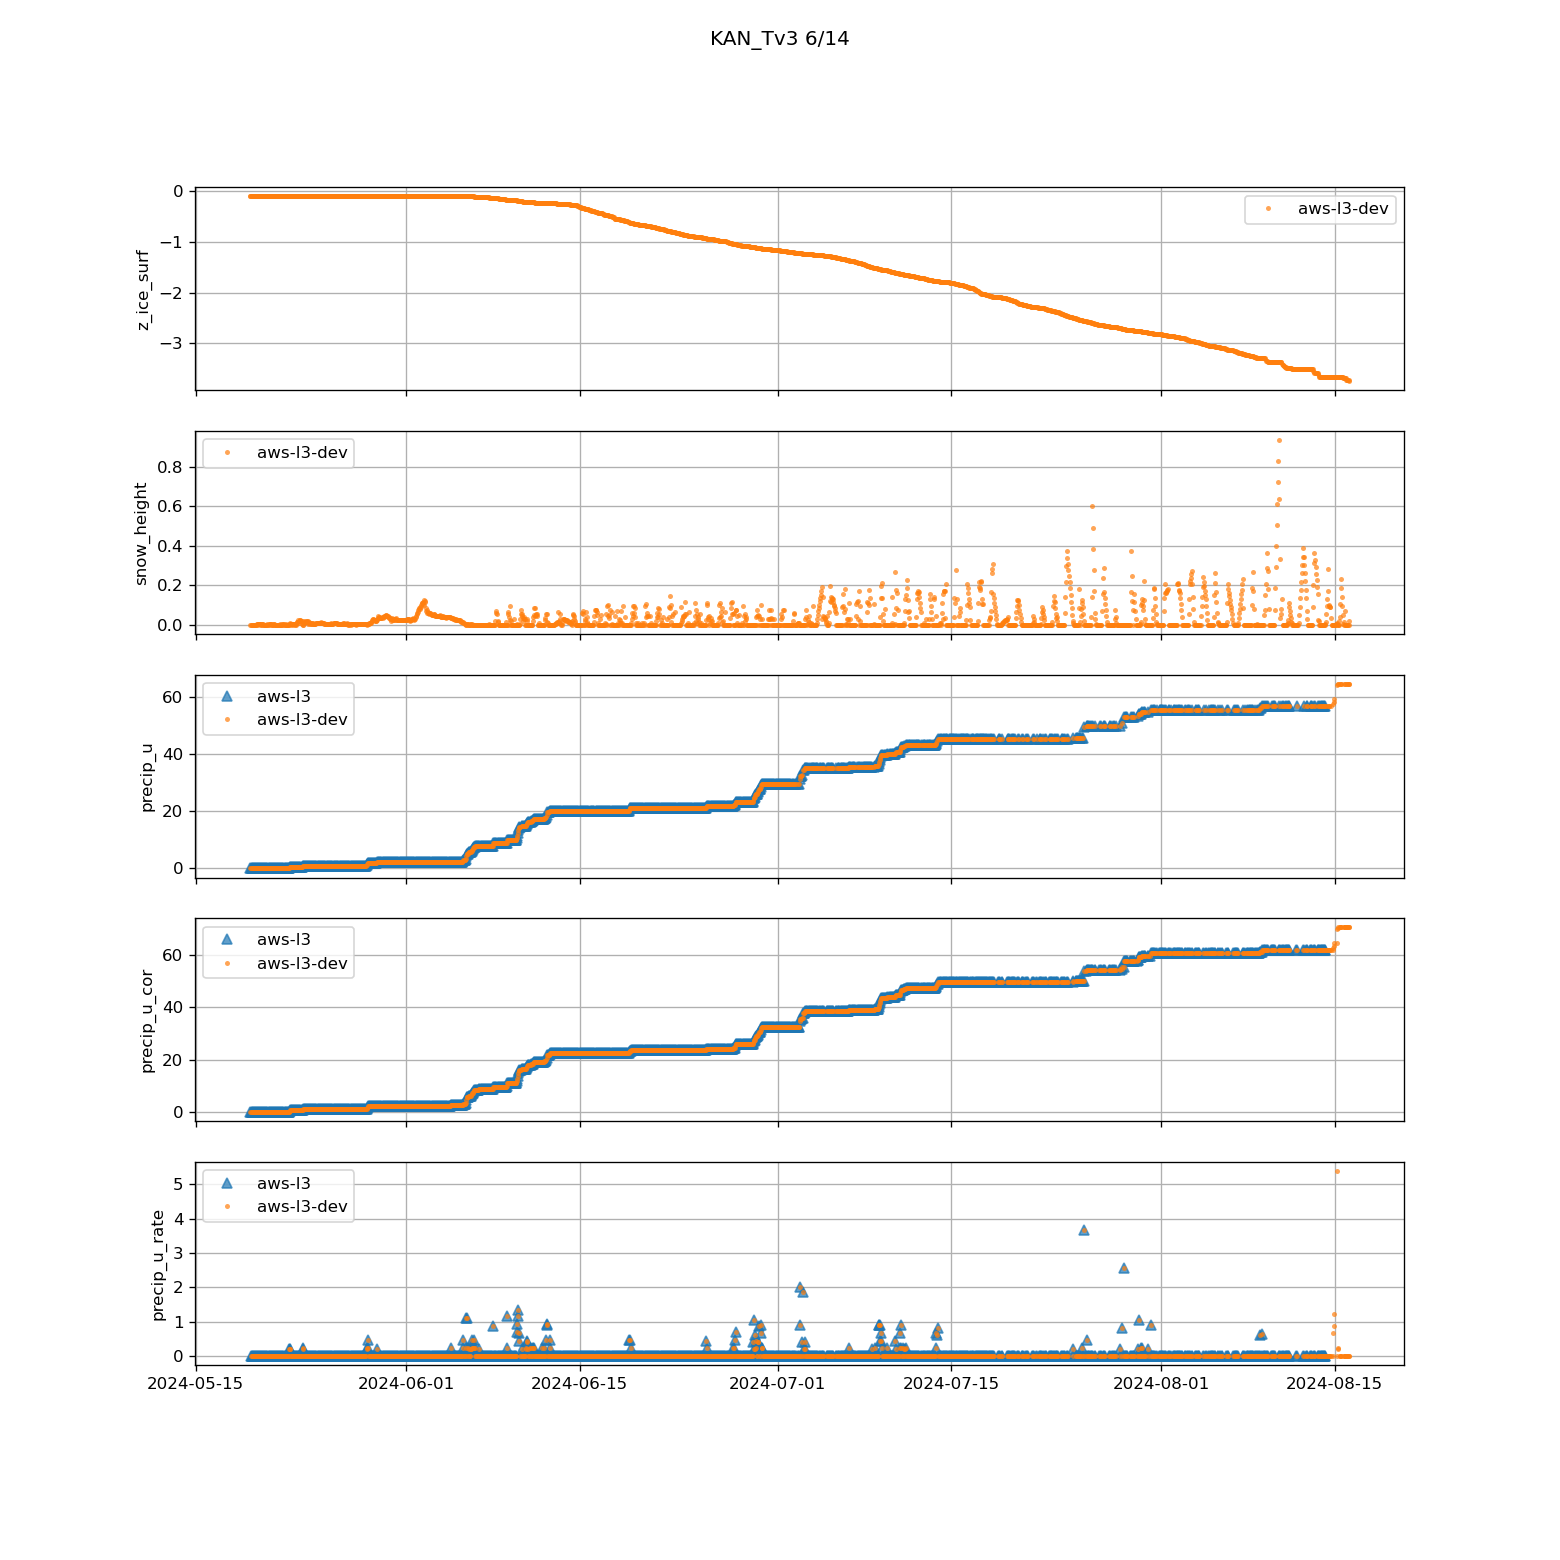 KAN_Tv3 6/14
z_ice_surf
0
−1
−2
−3
aws-l3-dev
snow_height
0.8
0.6
0.4
0.2
0.0
aws-l3-dev
precip_u
60
40
20
0
aws-l3
aws-l3-dev
precip_u_cor
60
40
20
0
aws-l3
aws-l3-dev
precip_u_rate
5
4
3
2
1
0
aws-l3
aws-l3-dev
2024-05-15 2024-06-01 2024-06-15 2024-07-01 2024-07-15 2024-08-01 2024-08-15